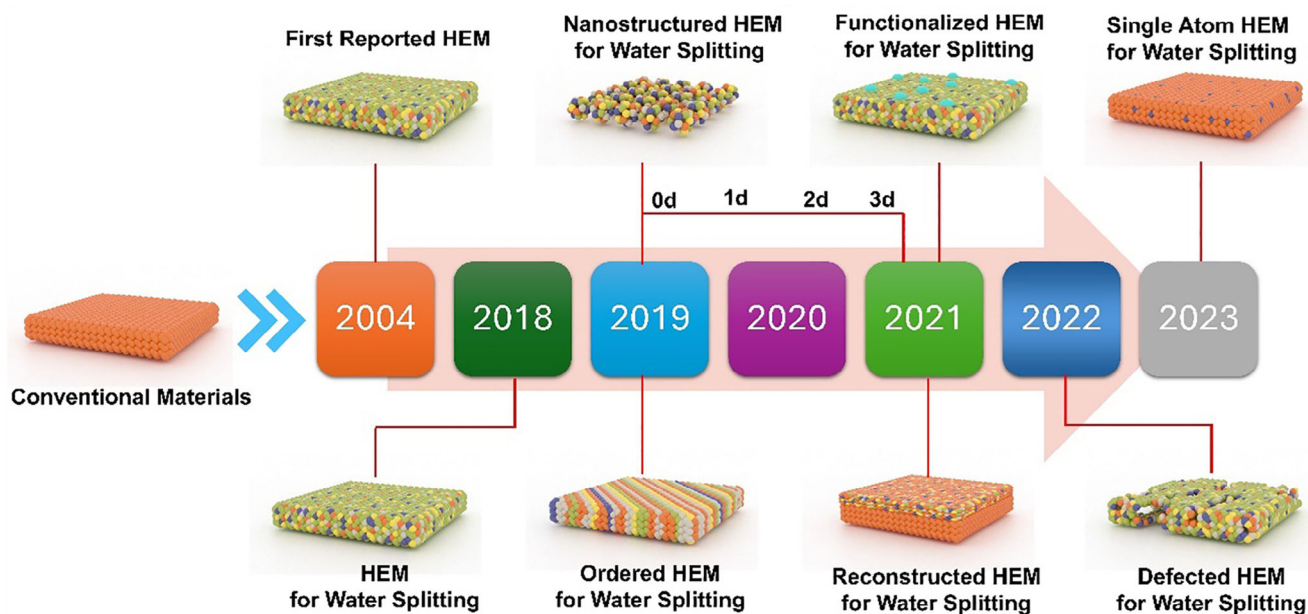 First Reported HEM
Nanostructured HEM
for Water Splitting
Functionalized HEM
for Water Splitting
Single Atom HEM
for Water Splitting
0d
1d
2d
3d
2004
2018
2019
2020
2021
2022
2023
Conventional Materials
HEM
for Water Splitting
Ordered HEM
for Water Splitting
Reconstructed HEM
for Water Splitting
Defected HEM
for Water Splitting